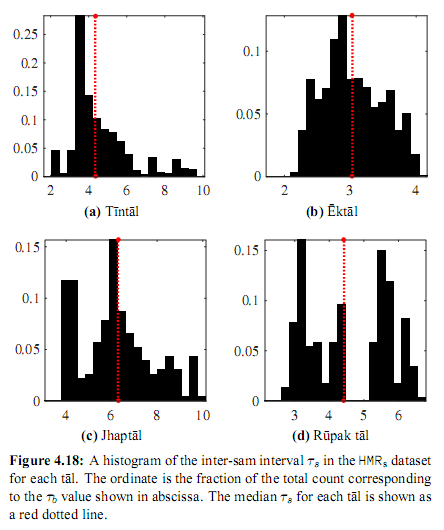 0.25
0.2
0.15
0.1
0.05
0
2 4 6 8 10
(a) Tīntāl
0.1
0.05
0
2 3 4
(b) Ēktāl
0.15
0.1
0.05
0
4 6 8 10
(c) Jhaptāl
0.15
0.1
0.05
0
3 4 5 6
(d) Rūpak tāl
Figure 4.18: A histogram of the inter-sam interval τs in the HMRs dataset
for each tāl. The ordinate is the fraction of the total count corresponding
to the τb value shown in abscissa. The median τs for each tāl is shown as
a red dotted line.